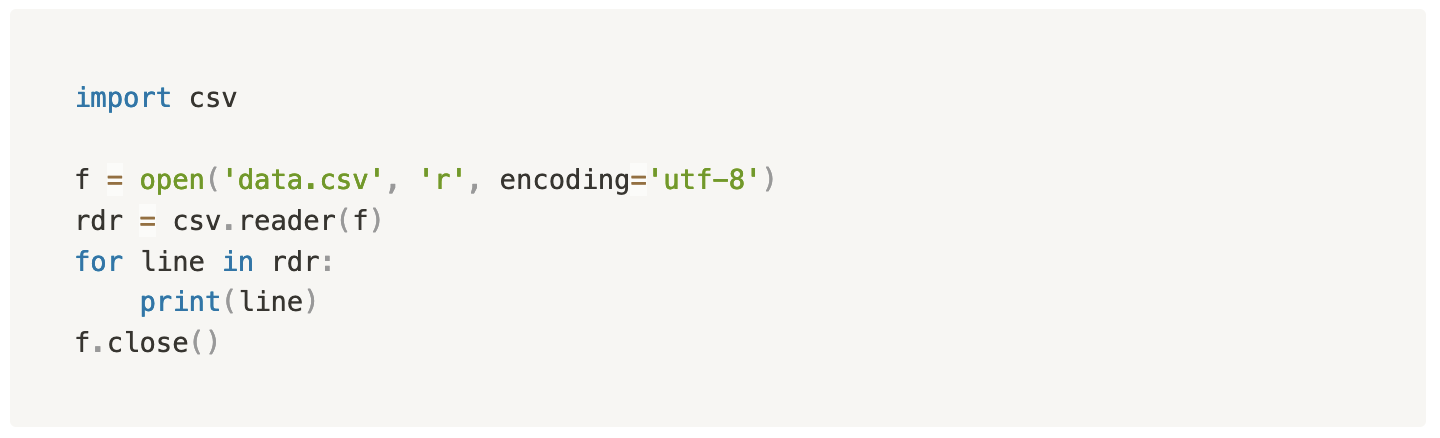 import csv
f = open('data.csv', 'r', encoding='utf-8')
rdr = csv.reader(f)
for line in rdr:
    print(line)
f.close()